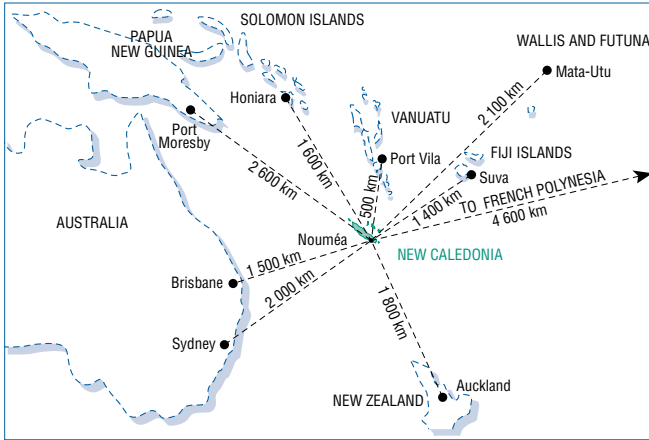 SOLOMON ISLANDS
PAPUA
NEW GUINEA
WALLIS AND FUTUNA
Mata-Utu
Honiara
2 100 km
Port
Moresby
VANUATU
1 600 km
2 600 km
Port Vila
FIJI ISLANDS
Suva
500 km
1 400 km
TO FRENCH POLYNESIA
4 600 km
AUSTRALIA
Nouméa
NEW CALEDONIA
1 500 km
Brisbane
2 000 km
1 800 km
Sydney
Auckland
NEW ZEALAND